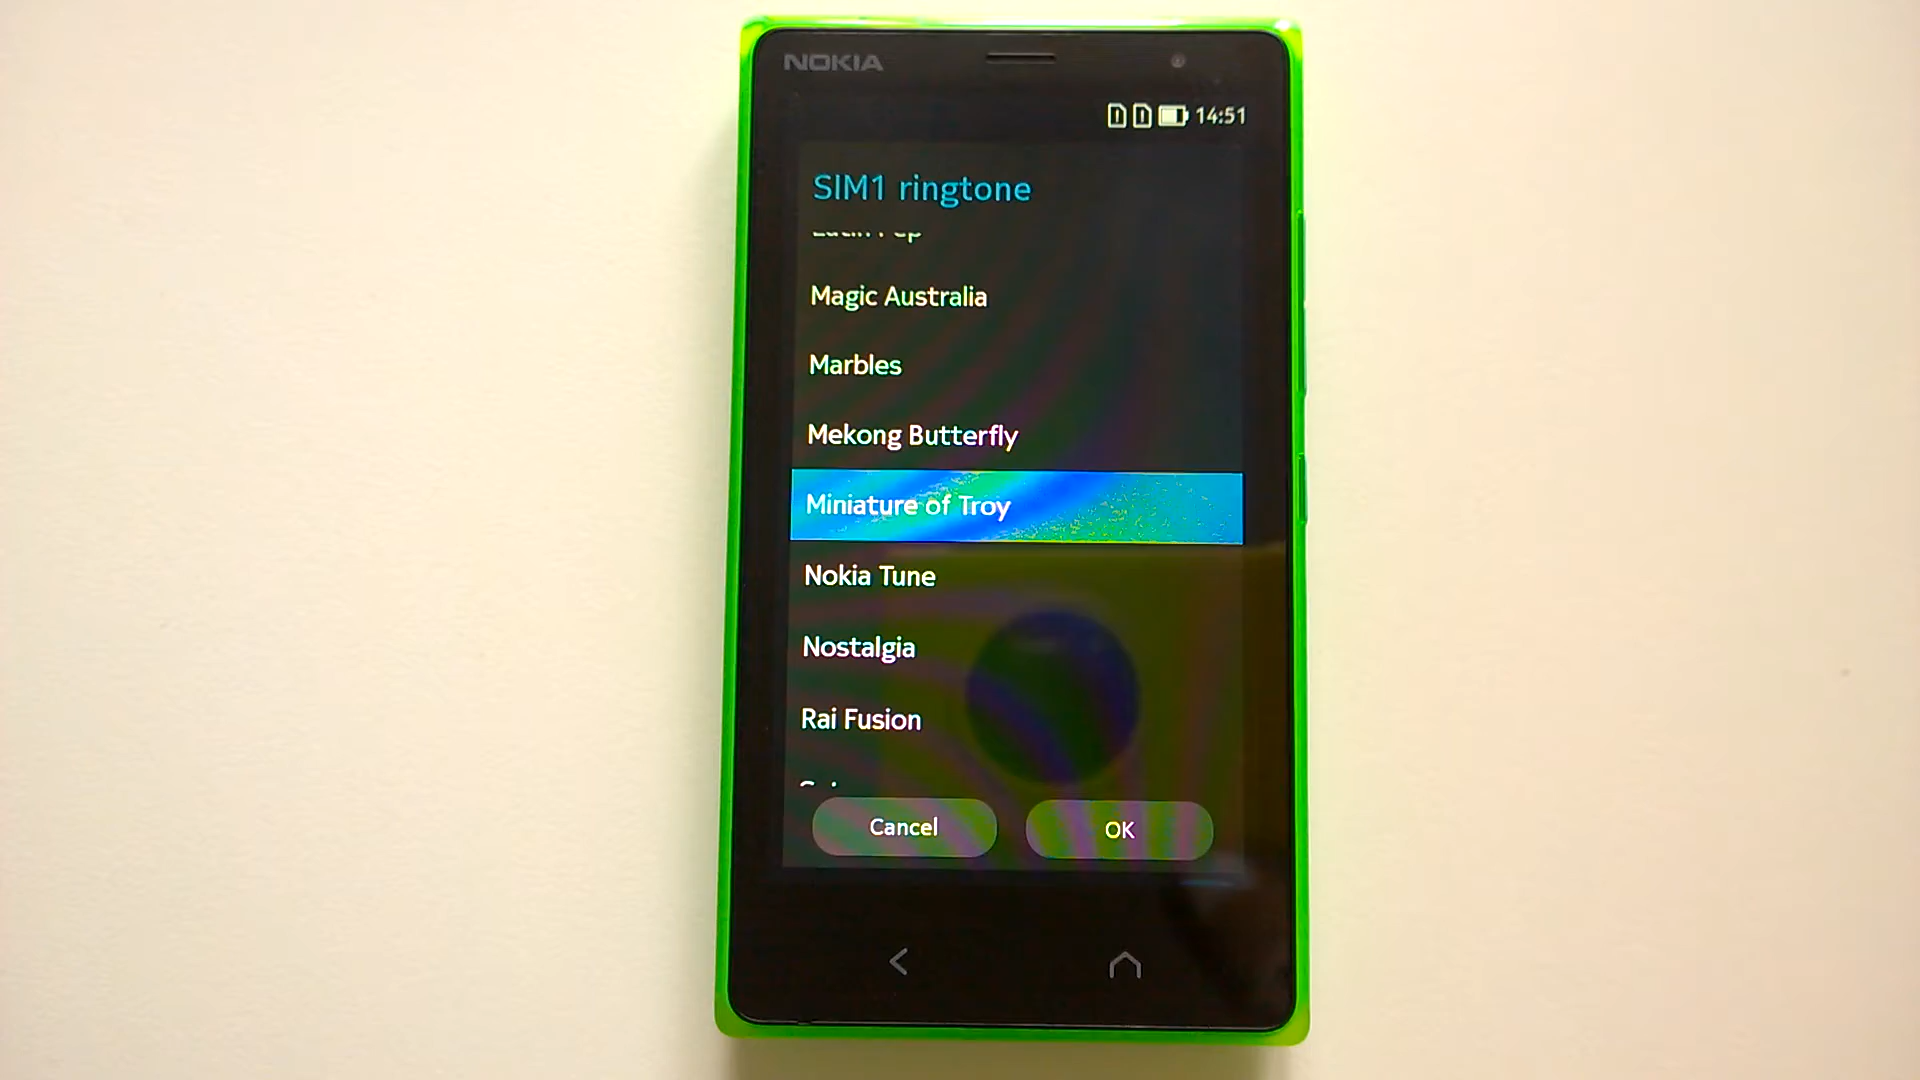 NOKIA
14:51
SIM1 ringtone
Magic Australia
Marbles
Mekong Butterfly
Miniature of Troy
Nokia Tune
Nostalgia
Rai Fusion
Cancel OK